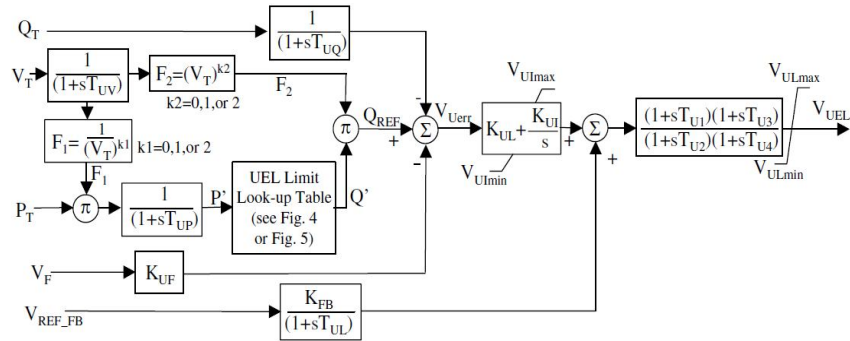 Q_T
1
(1+sT_UQ)
V_T
1
(1+sT_UV)
F_2=(V_T)^k2
k2=0,1,or 2
F_2
F_1= 1
(V_T)^k1
k1=0,1,or 2
F_1
P_T
π
1
(1+sT_UP)
P'
UEL Limit
Look-up Table
(see Fig. 4
or Fig. 5)
Q'
π
Q_REF
+
-
-
Σ
V_Uerr
V_UImax
K_UL+ K_UI
s
V_UImin
+
Σ
+
(1+sT_U1)(1+sT_U3)
(1+sT_U2)(1+sT_U4)
V_ULmax
V_ULmin
V_UEL
V_F
K_UF
V_REF_FB
K_FB
(1+sT_UL)